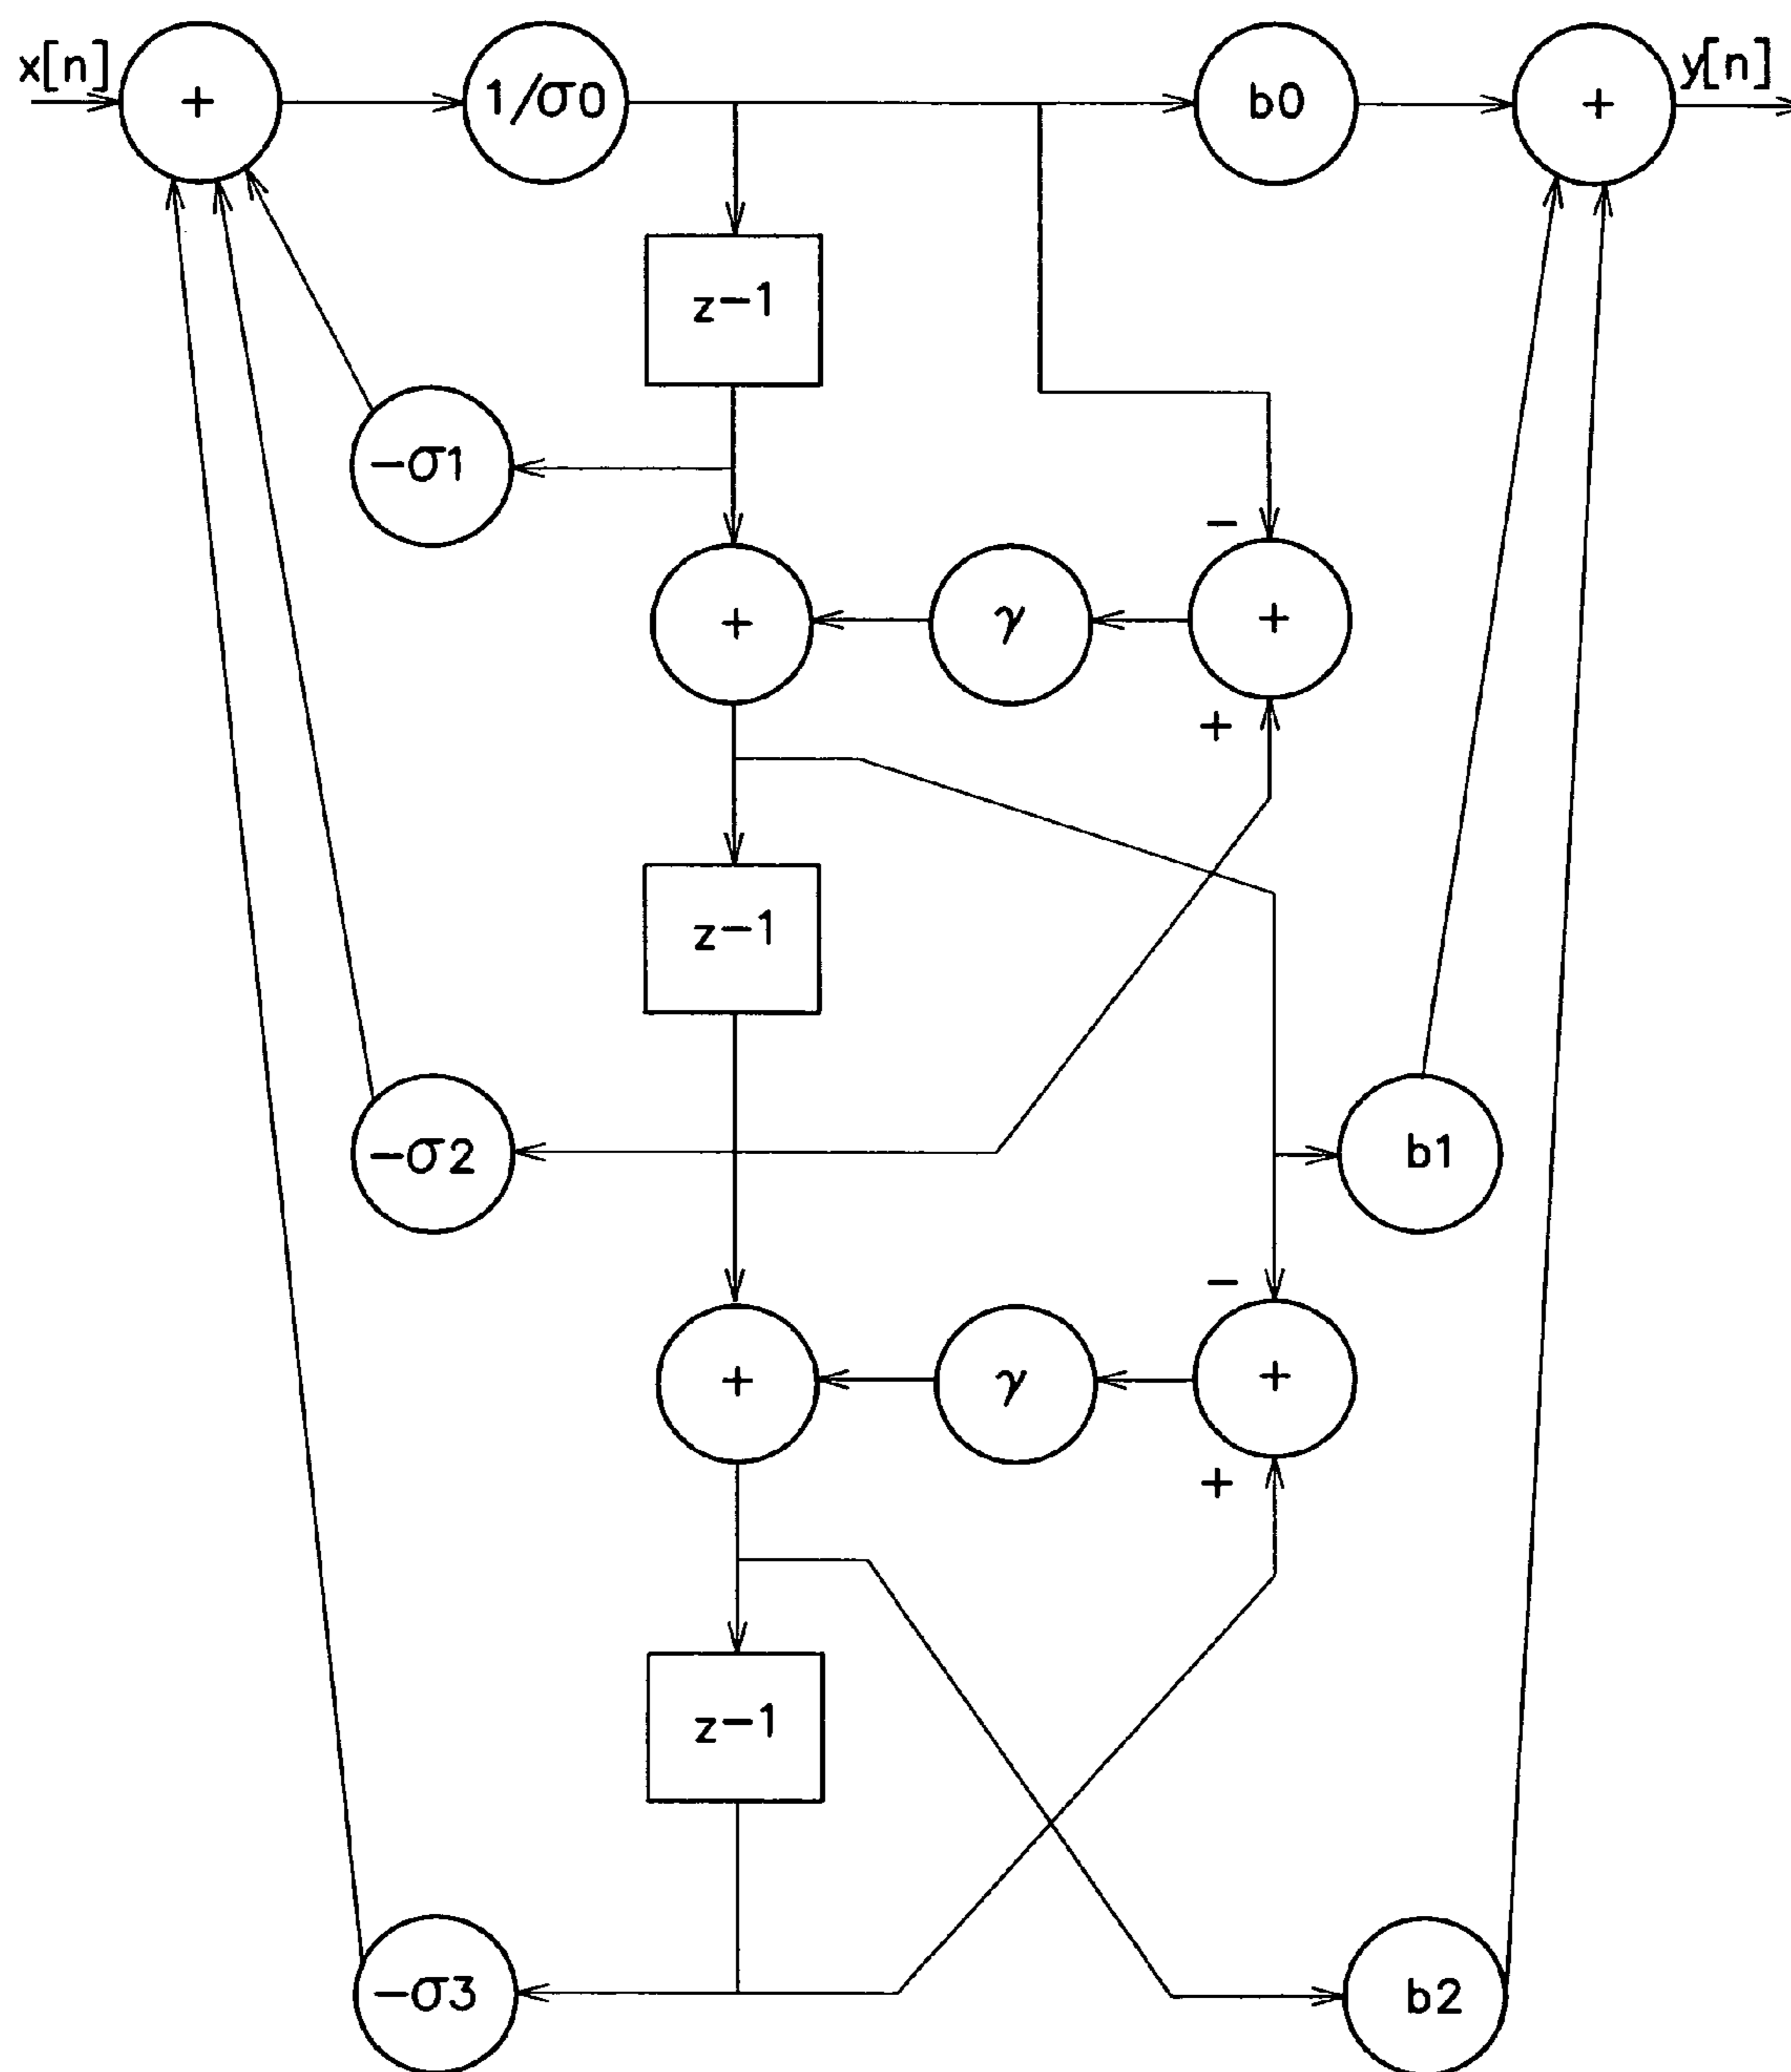 x[n]
+
1/σ0
b0
+
y[n]
z-1
-σ1
-
+
γ
+
+
z-1
-σ2
b1
-
+
γ
+
+
z-1
-σ3
b2